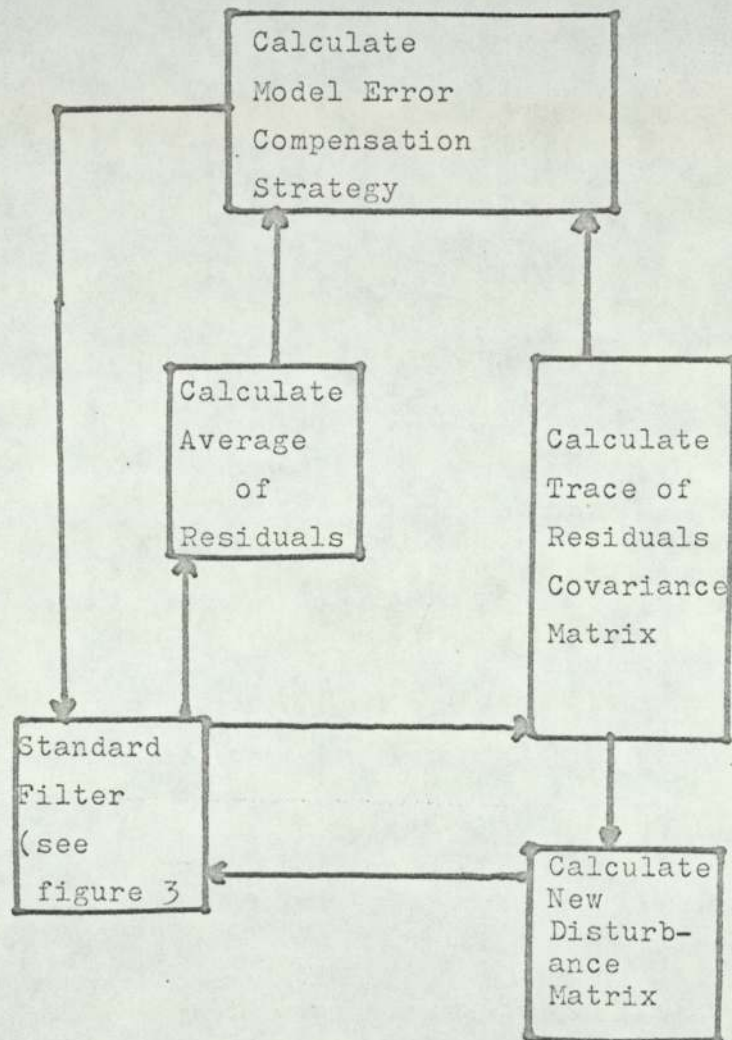 Calculate
Model Error
Compensation
Strategy
Calculate
Average
of
Residuals
Calculate
Trace of
Residuals
Covariance
Matrix
Standard
Filter
(see
figure 3
Calculate
New
Disturb-
ance
Matrix